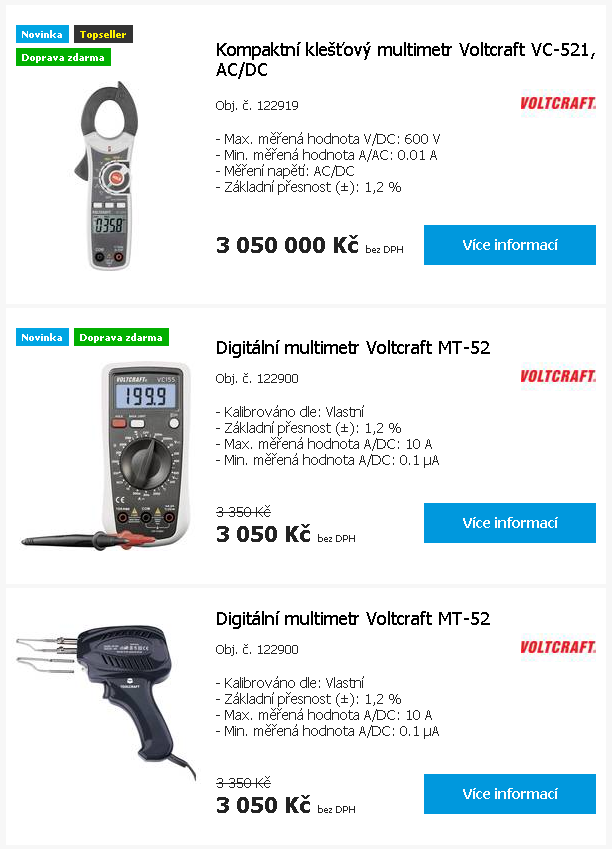 Novinka Topseller
Doprava zdarma
Kompaktní klešťový multimetr Voltcraft VC-521,
AC/DC
Obj. č. 122919
VOLTCRAFT.
- Max. měřená hodnota V/DC: 600 V
- Min. měřená hodnota A/AC: 0.01 A
- Měření napětí: AC/DC
- Základní přesnost (±): 1,2 %
3 050 000 Kč bez DPH
Více informací
0358
Novinka Doprava zdarma
Digitální multimetr Voltcraft MT-52
Obj. č. 122900
VOLTCRAFT.
- Kalibrováno dle: Vlastní
- Základní přesnost (±): 1,2 %
- Max. měřená hodnota A/DC: 10 A
- Min. měřená hodnota A/DC: 0.1 µA
3 350 Kč
3 050 Kč bez DPH
Více informací
VOLTCRAFT. VC155
199.9
Digitální multimetr Voltcraft MT-52
Obj. č. 122900
VOLTCRAFT.
- Kalibrováno dle: Vlastní
- Základní přesnost (±): 1,2 %
- Max. měřená hodnota A/DC: 10 A
- Min. měřená hodnota A/DC: 0.1 µA
3 350 Kč
3 050 Kč bez DPH
Více informací
VOLTCRAFT